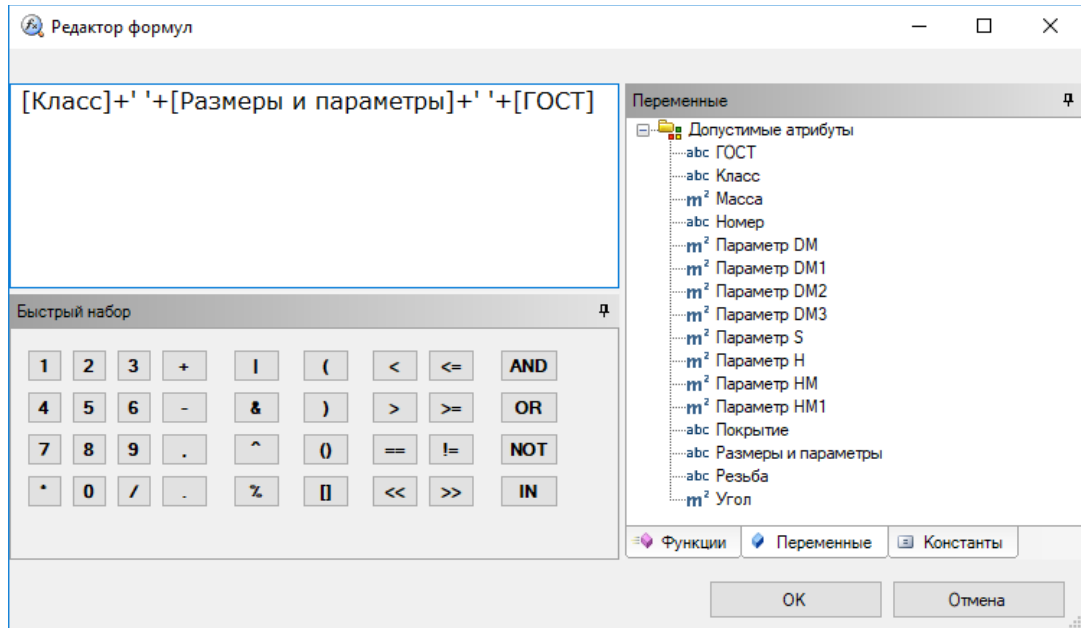 Редактор формул
[Класс]+' '+[Размеры и параметры]+' '+[ГОСТ]
Быстрый набор
1 2 3 + | ( < <= AND
4 5 6 - & ) > >= OR
7 8 9 . ^ () == != NOT
* 0 / . % [] << >> IN
Переменные
Допустимые атрибуты
abc ГОСТ
abc Класс
m² Масса
abc Номер
m² Параметр DM
m² Параметр DM1
m² Параметр DM2
m² Параметр DM3
m² Параметр S
m² Параметр H
m² Параметр HM
m² Параметр HM1
abc Покрытие
abc Размеры и параметры
abc Резьба
m² Угол
Функции Переменные Константы
OK Отмена